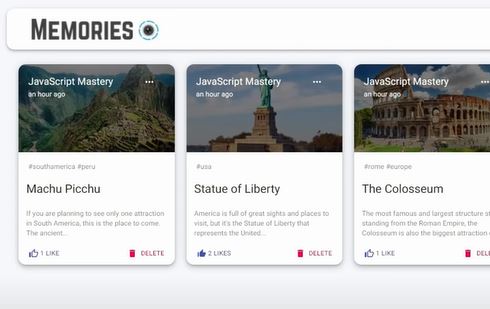 MEMORIES
JavaScript Mastery
an hour ago
#southamerica #peru
Machu Picchu
If you are planning to see only one attraction
in South America, this is the place to come.
The ancient...
1 LIKE
DELETE
JavaScript Mastery
an hour ago
#usa
Statue of Liberty
America is full of great sights and places to
visit, but it's the Statue of Liberty that
represents the United...
2 LIKES
DELETE
JavaScript Mastery
an hour ago
#rome #europe
The Colosseum
The most famous and largest structure st
standing from the Roman Empire, the
Colosseum is also the biggest attraction
1 LIKE
DELE